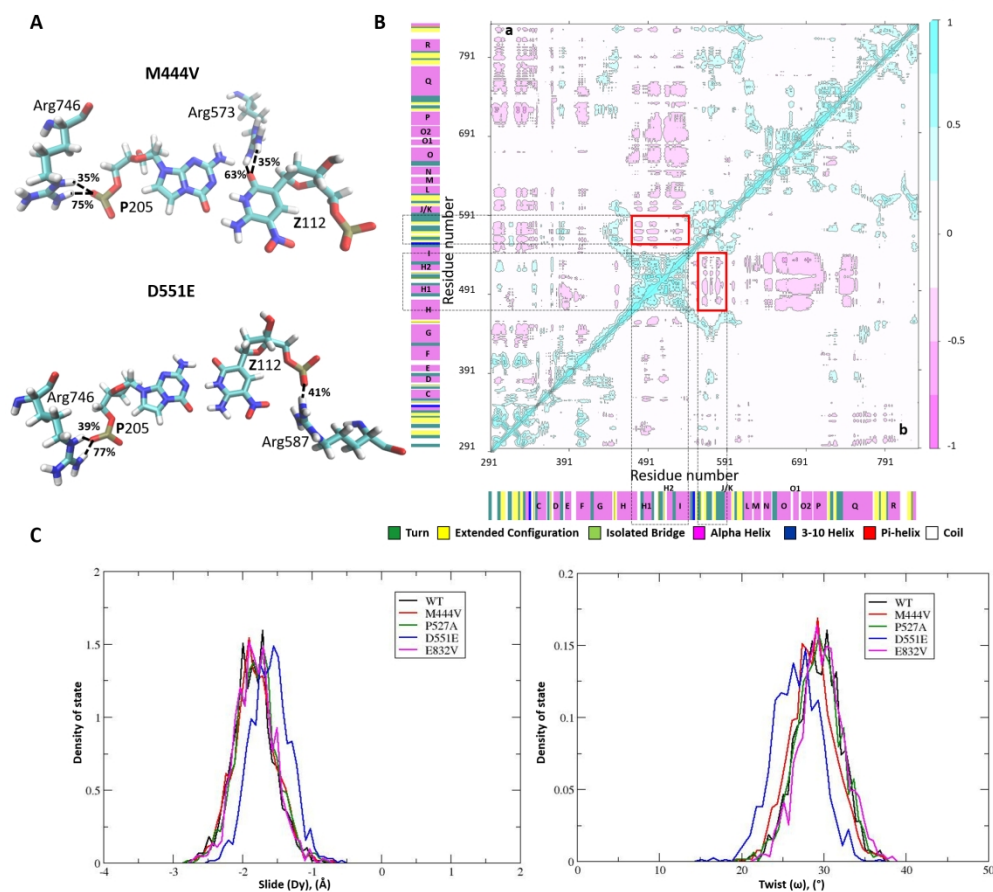 A
M444V
Arg746
Arg573
35%
35%
63%
75%
P205
Z112
D551E
Z112
Arg746
P205
41%
39%
77%
Arg587
B
R
Q
P
O2
O1
O
N
M
L
J/K
I
H2
H1
H
G
F
E
D
C
Residue number
791
691
591
491
391
291
a
b
291
391
491
591
691
791
Residue number
1
0.5
0
-0.5
-1
H2
J/K
O1
C
D
E
F
G
H
H1
I
L
M
N
O
O2
P
Q
R
Turn
Extended Configuration
Isolated Bridge
Alpha Helix
3-10 Helix
Pi-helix
Coil
C
Density of state
2
1.5
1
0.5
0
WT
M444V
P527A
D551E
E832V
-4
-3
-2
-1
0
1
2
3
4
Slide (Dy), (Å)
Density of state
0.2
0.15
0.1
0.05
0
WT
M444V
P527A
D551E
E832V
10
20
30
40
50
Twist (ω), (°)